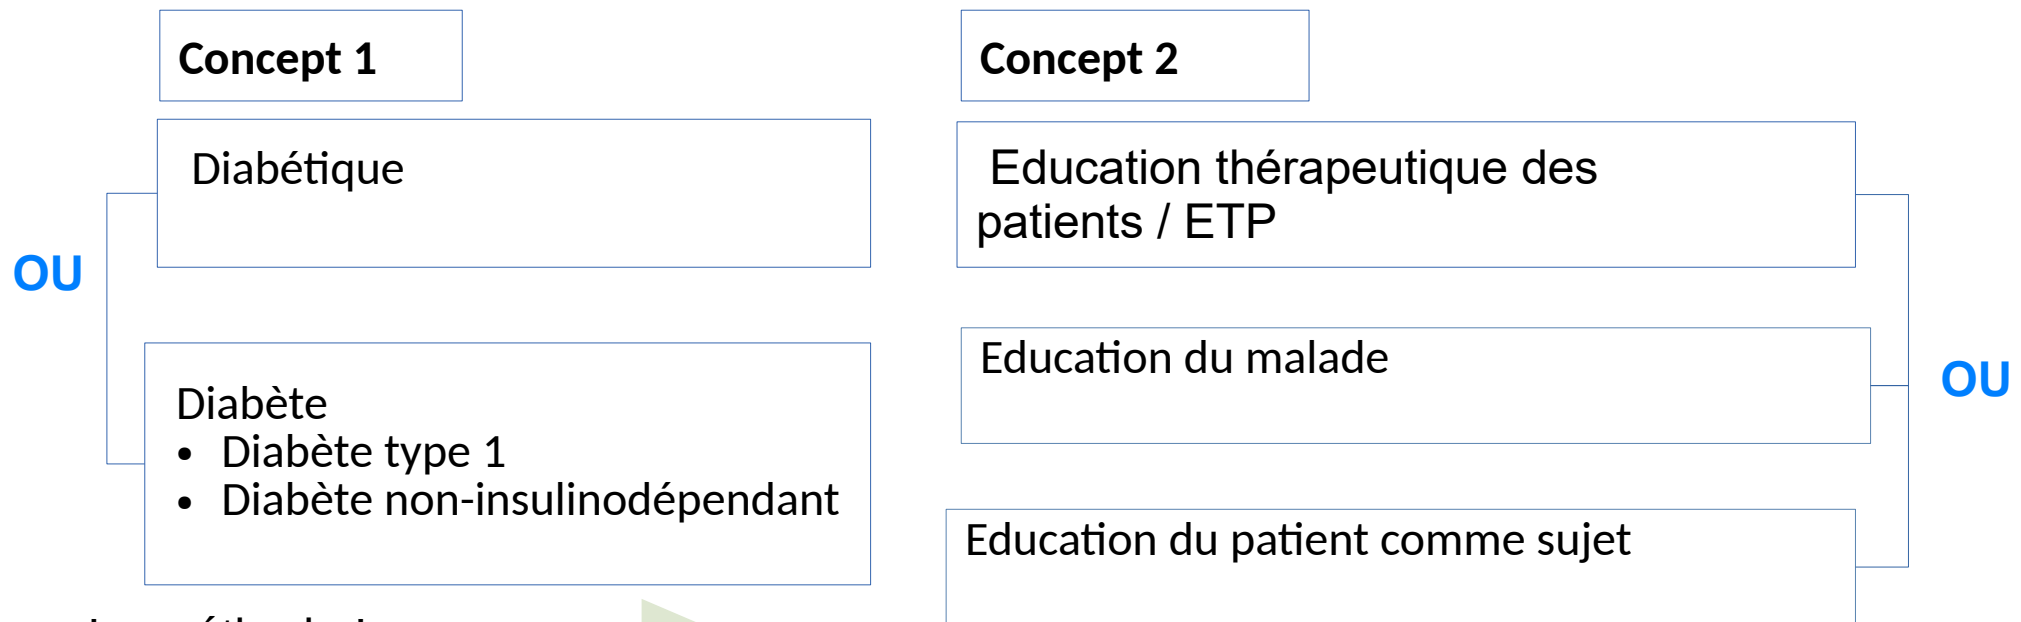 Concept 1
Diabétique
OU
Diabète
• Diabète type 1
• Diabète non-insulinodépendant
Concept 2
Education thérapeutique des
patients / ETP
Education du malade
OU
Education du patient comme sujet